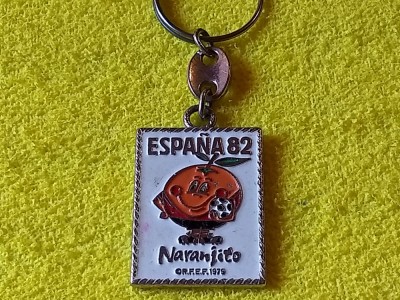 ESPAÑA 82
Naranjito
© R.F.E.F. 1979